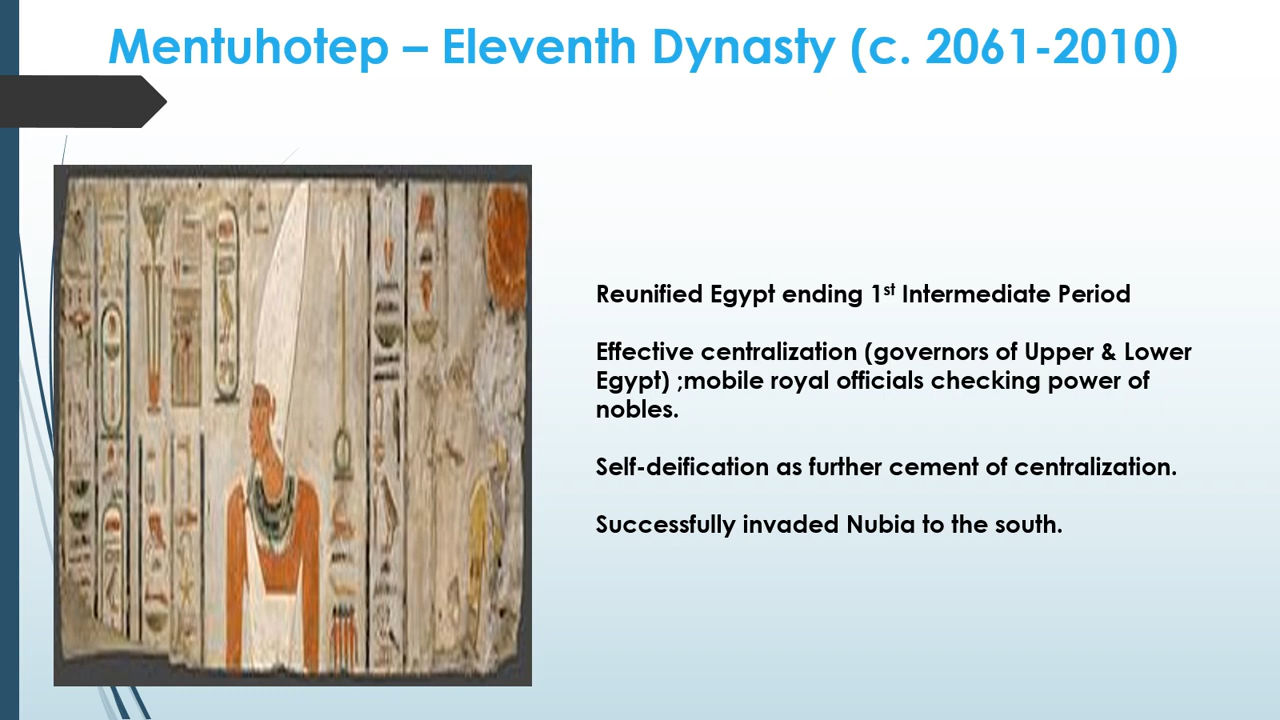 Mentuhotep – Eleventh Dynasty (c. 2061-2010)
Reunified Egypt ending 1st Intermediate Period
Effective centralization (governors of Upper & Lower
Egypt) ;mobile royal officials checking power of
nobles.
Self-deification as further cement of centralization.
Successfully invaded Nubia to the south.